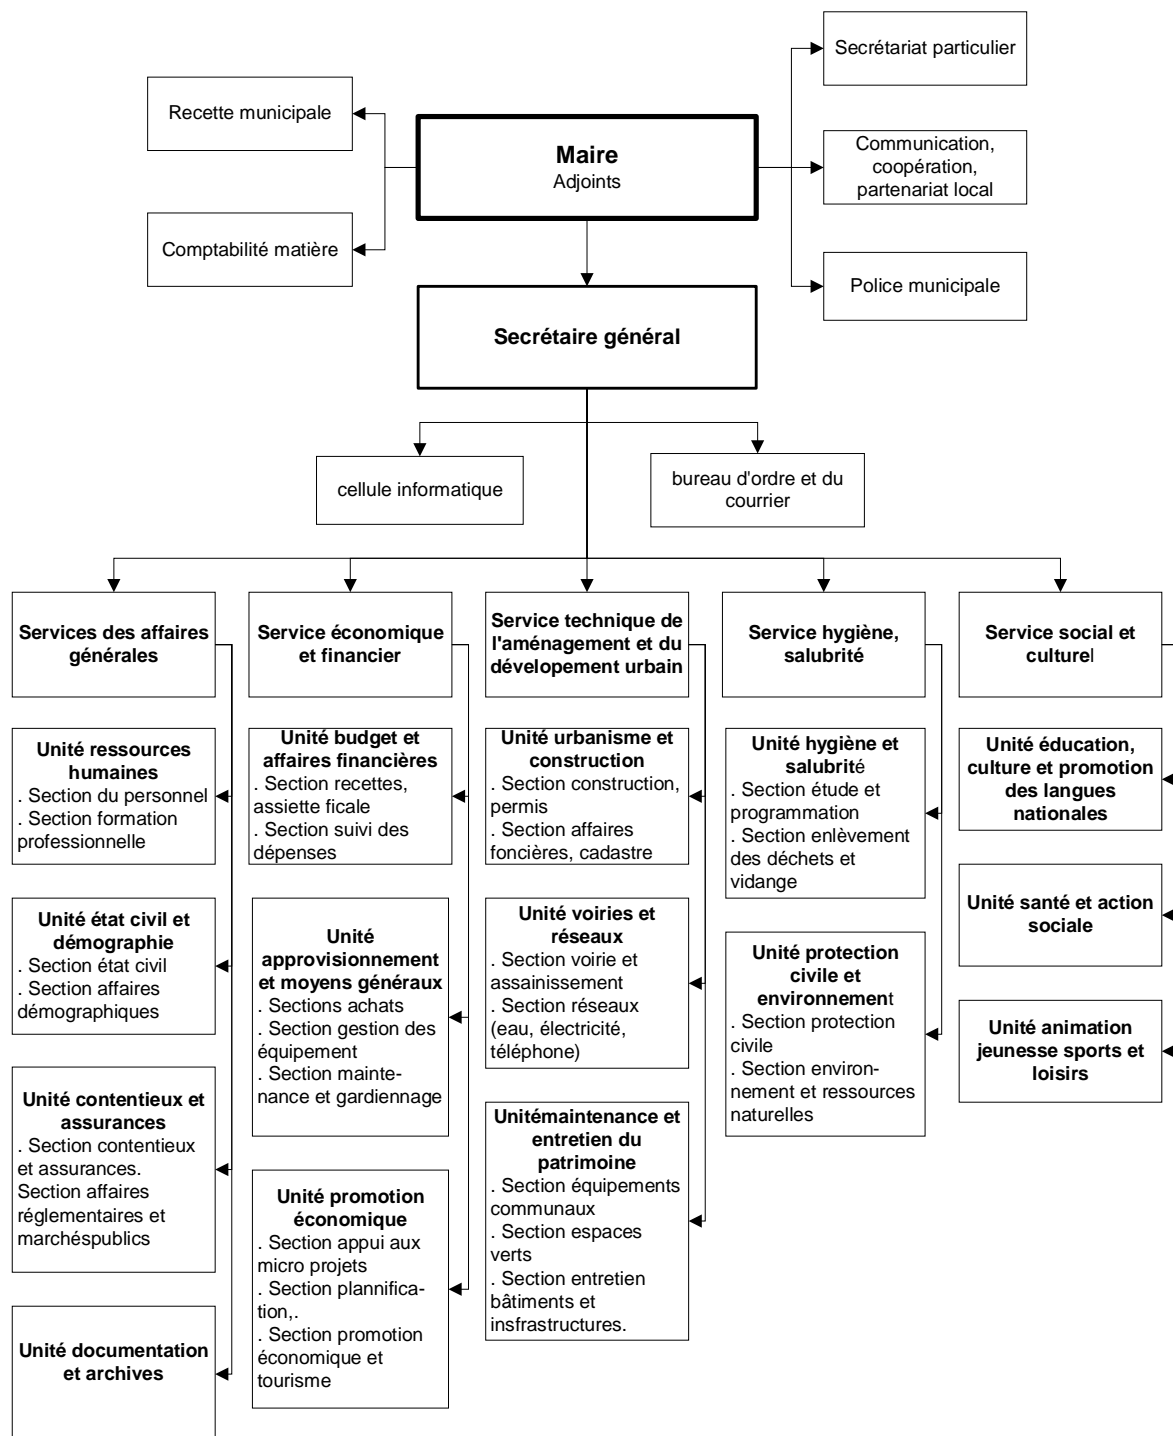 Secrétariat particulier
Recette municipale
Maire
Adjoints
Communication,
coopération,
partenariat local
Comptabilité matière
Police municipale
Secrétaire général
cellule informatique
bureau d'ordre et du
courrier
Services des affaires
générales
Service économique
et financier
Service technique de
l'aménagement et du
dévelopement urbain
Service hygiène,
salubrité
Service social et
culturel
Unité ressources
humaines
. Section du personnel
. Section formation
professionnelle
Unité état civil et
démographie
. Section état civil
. Section affaires
démographiques
Unité contentieux et
assurances
. Section contentieux
et assurances.
Section affaires
réglementaires et
marchéspublics
Unité documentation
et archives
Unité budget et
affaires financières
. Section recettes,
assiette ficale
. Section suivi des
dépenses
Unité
approvisionnement
et moyens généraux
. Sections achats
. Section gestion des
équipement
. Section mainte-
nance et gardiennage
Unité promotion
économique
. Section appui aux
micro projets
. Section plannifica-
tion,.
. Section promotion
économique et
tourisme
Unité urbanisme et
construction
. Section construction,
permis
. Section affaires
foncières, cadastre
Unité voiries et
réseaux
. Section voirie et
assainissement
. Section réseaux
(eau, électricité,
téléphone)
Unitémaintenance et
entretien du
patrimoine
. Section équipements
communaux
. Section espaces
verts
. Section entretien
bâtiments et
insfrastructures.
Unité hygiène et
salubrité
. Section étude et
programmation
. Section enlèvement
des déchets et
vidange
Unité protection
civile et
environnement
. Section protection
civile
. Section environ-
nement et ressources
naturelles
Unité éducation,
culture et promotion
des langues
nationales
Unité santé et action
sociale
Unité animation
jeunesse sports et
loisirs